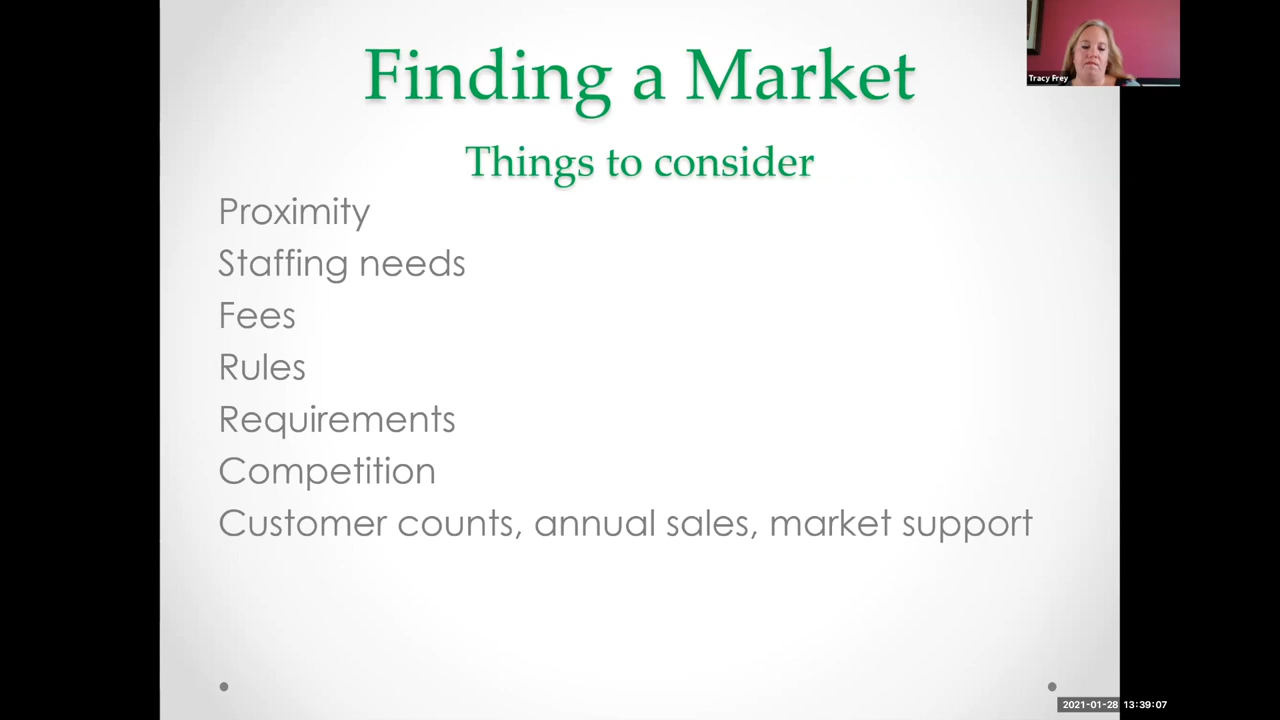 Finding a Market
Things to consider
Tracy Frey
Proximity
Staffing needs
Fees
Rules
Requirements
Competition
Customer counts, annual sales, market support
2021-01-28 13:39:07